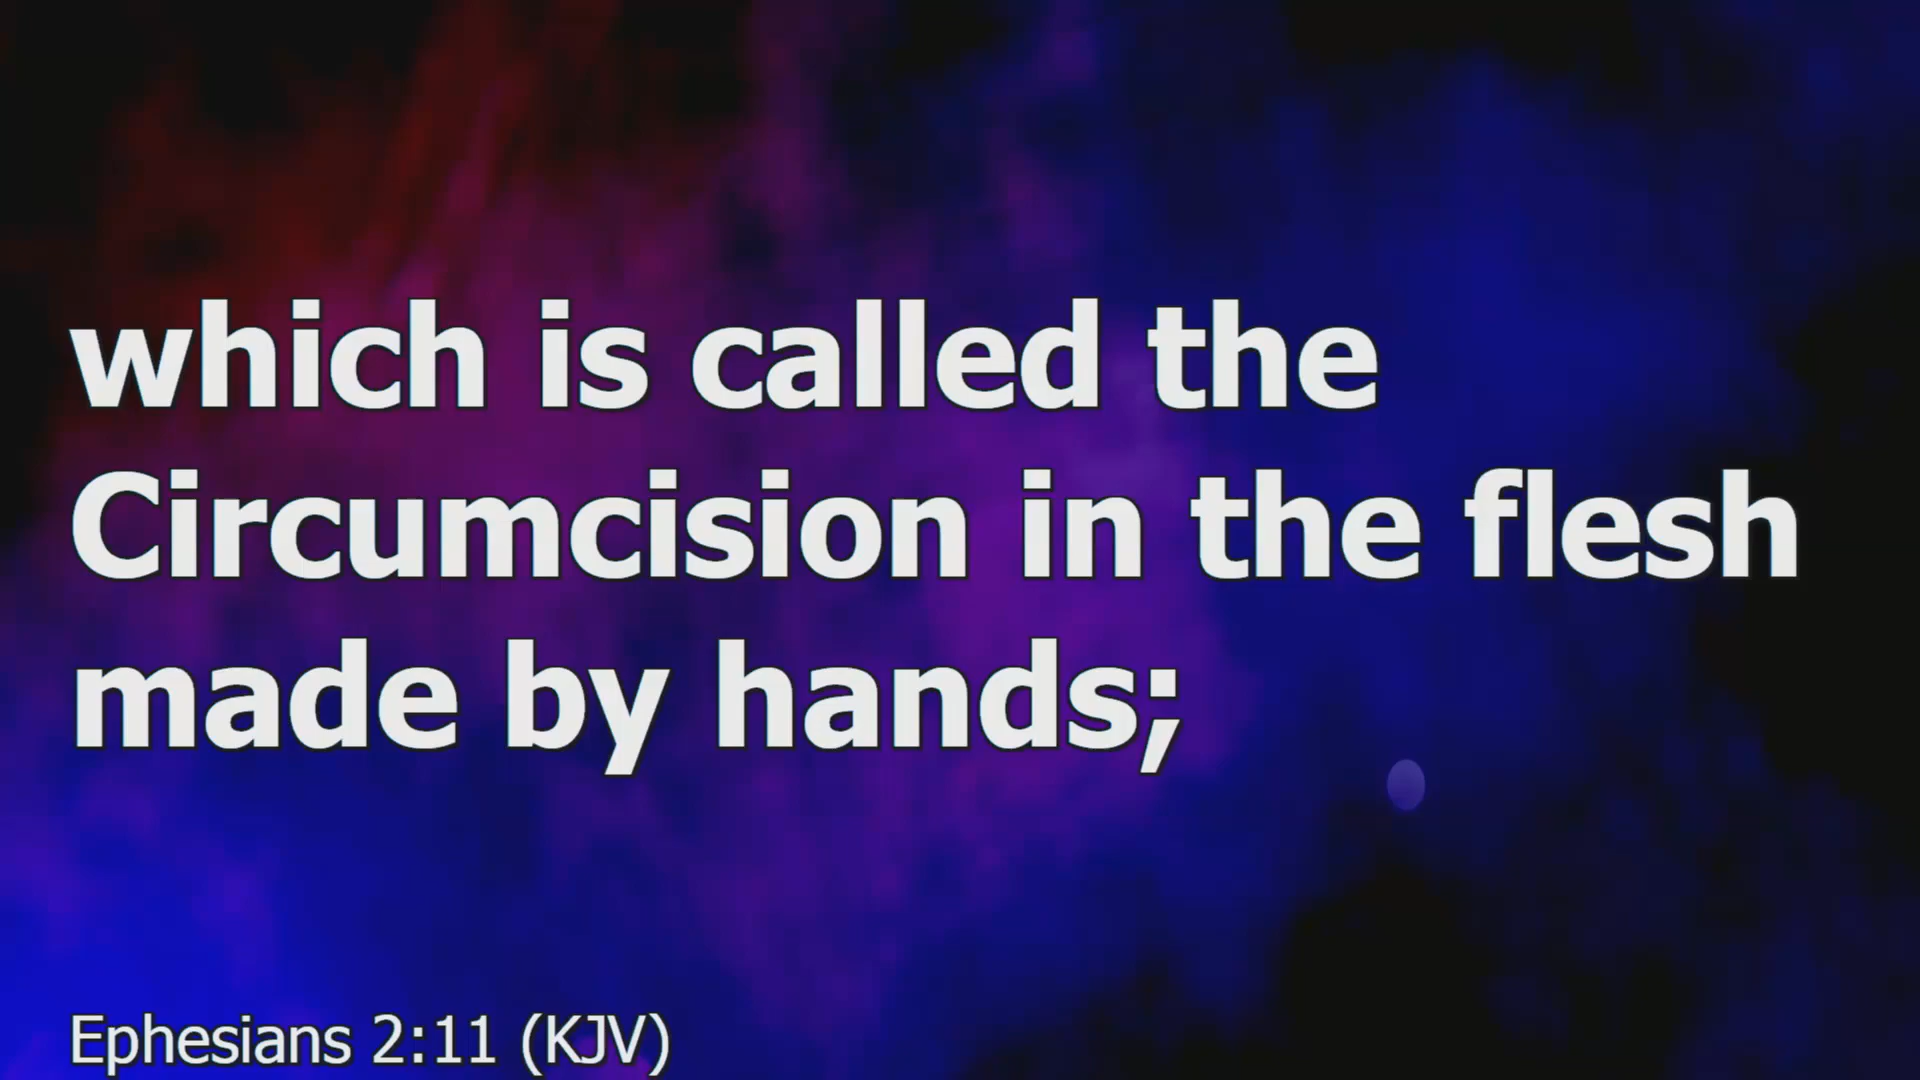 which is called the
Circumcision in the flesh
made by hands;
Ephesians 2:11 (KJV)